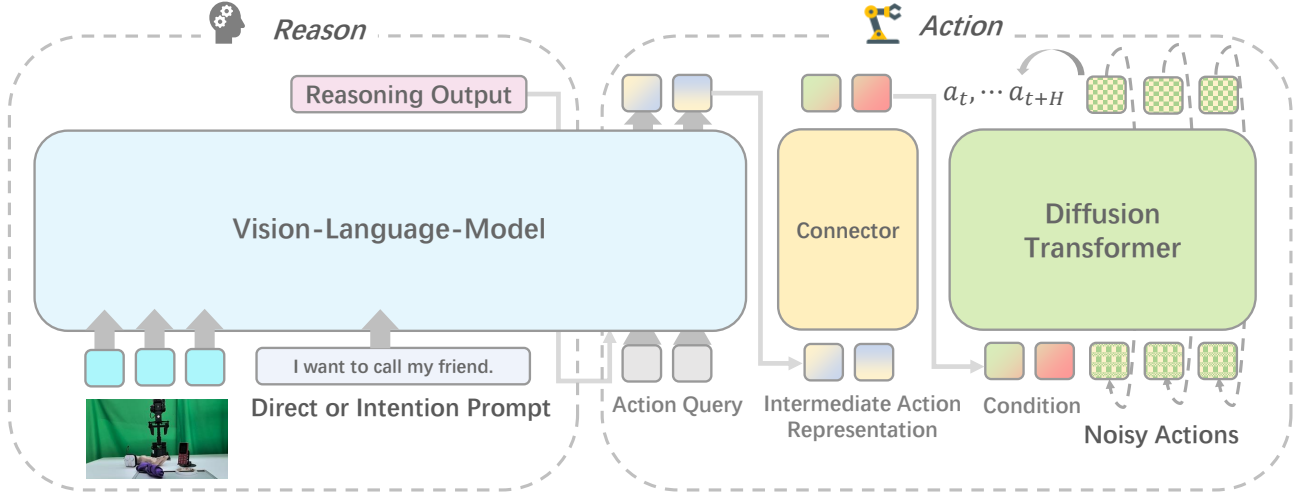 Reason
Action
Reasoning Output
a_t, ⋯ a_{t+H}
Vision-Language-Model
Connector
Diffusion
Transformer
I want to call my friend.
Direct or Intention Prompt
Action Query
Intermediate Action
Representation
Condition
Noisy Actions